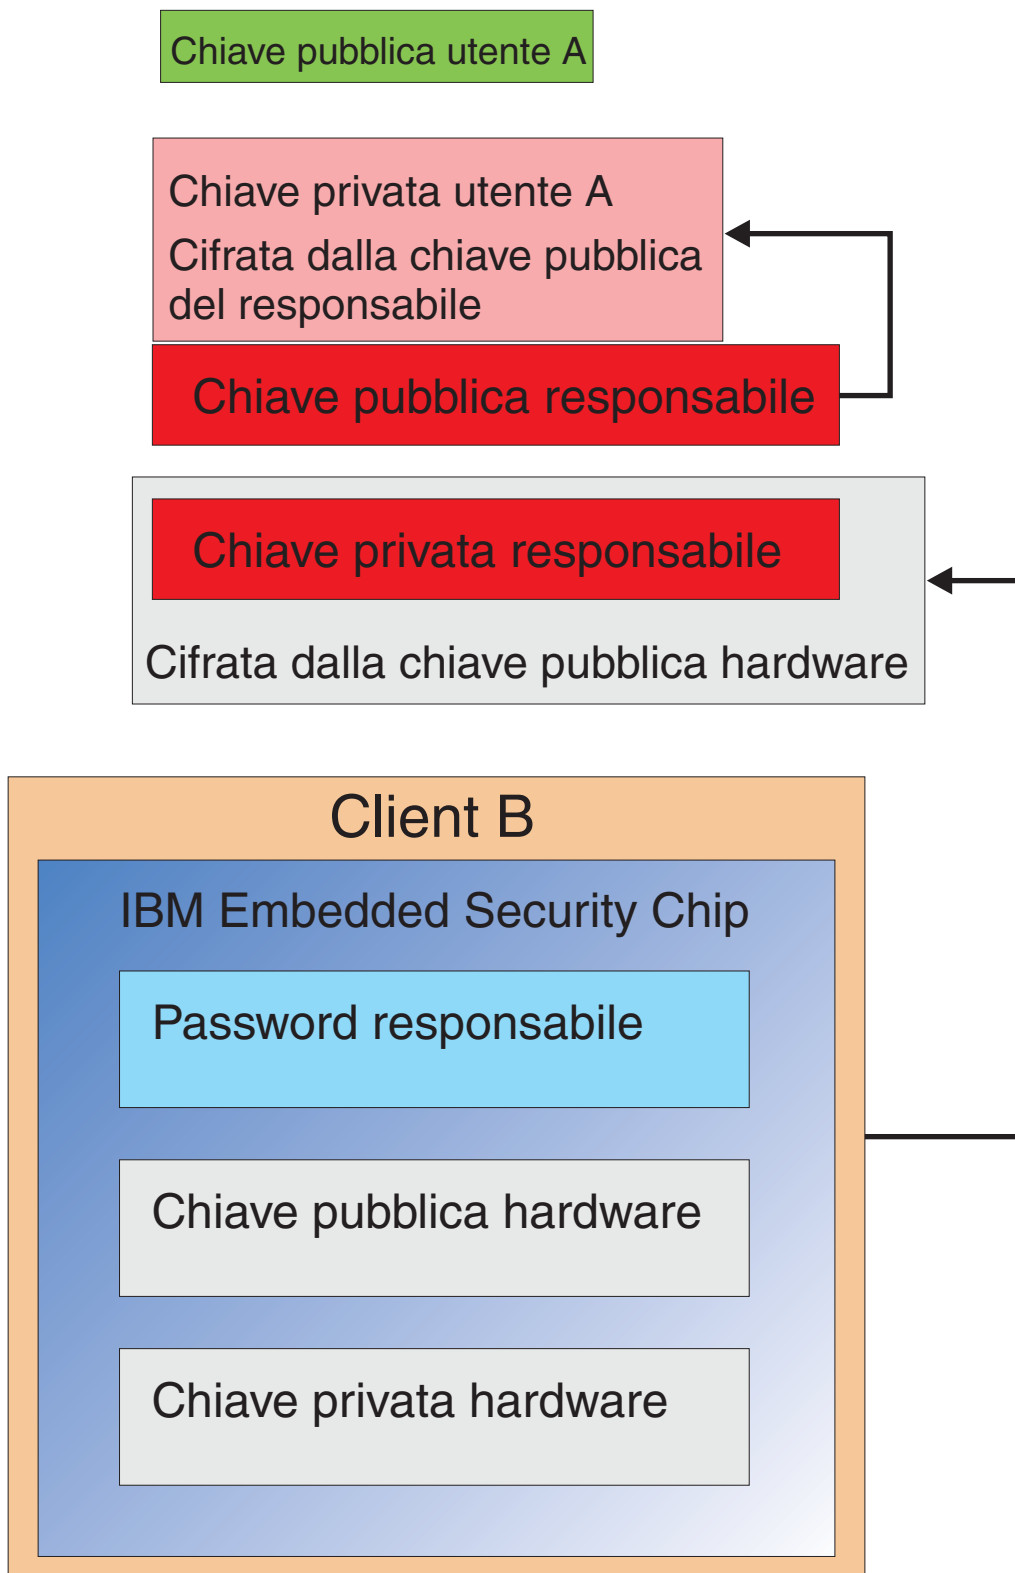 Chiave pubblica utente A
Chiave privata utente A
Cifrata dalla chiave pubblica
del responsabile
Chiave pubblica responsabile
Chiave privata responsabile
Cifrata dalla chiave pubblica hardware
Client B
IBM Embedded Security Chip
Password responsabile
Chiave pubblica hardware
Chiave privata hardware